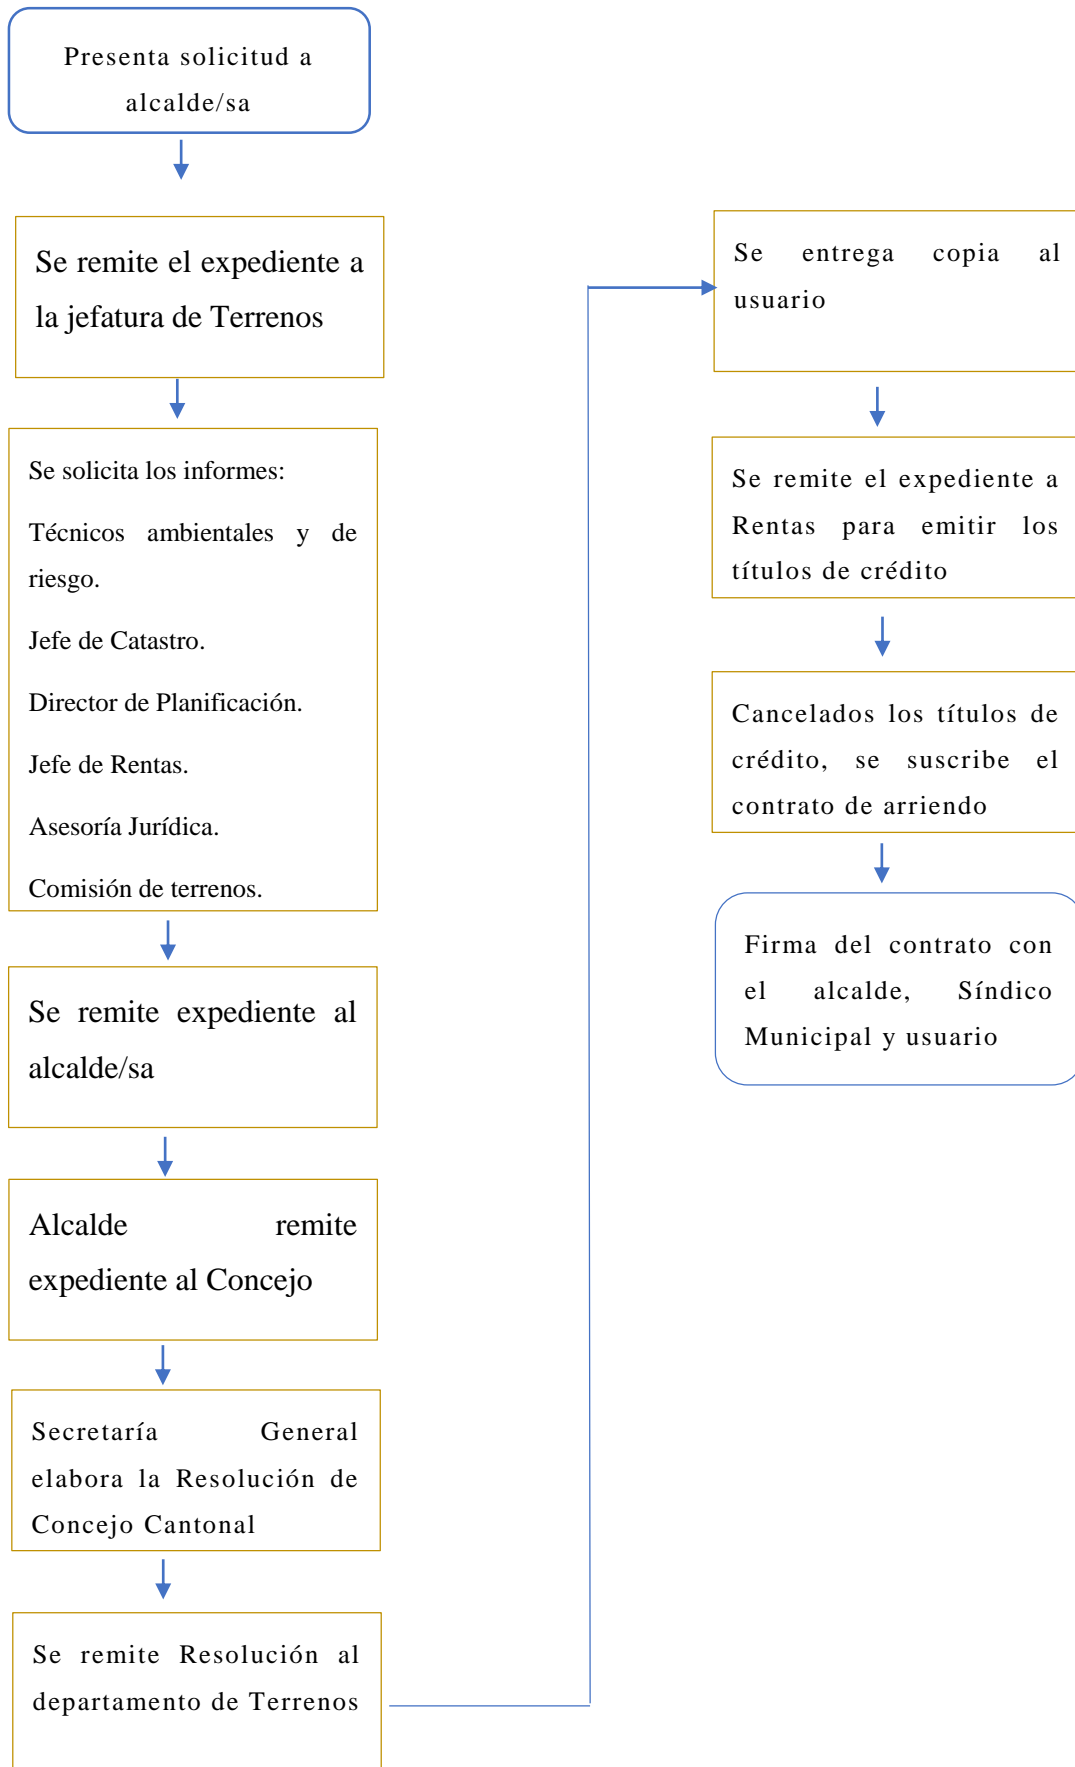 Presenta solicitud a
alcalde/sa
Se remite el expediente a
la jefatura de Terrenos
Se solicita los informes:
Técnicos ambientales y de
riesgo.
Jefe de Catastro.
Director de Planificación.
Jefe de Rentas.
Asesoría Jurídica.
Comisión de terrenos.
Se remite expediente al
alcalde/sa
Alcalde remite
expediente al Concejo
Secretaría General
elabora la Resolución de
Concejo Cantonal
Se remite Resolución al
departamento de Terrenos
Se entrega copia al
usuario
Se remite el expediente a
Rentas para emitir los
títulos de crédito
Cancelados los títulos de
crédito, se suscribe el
contrato de arriendo
Firma del contrato con
el alcalde, Síndico
Municipal y usuario